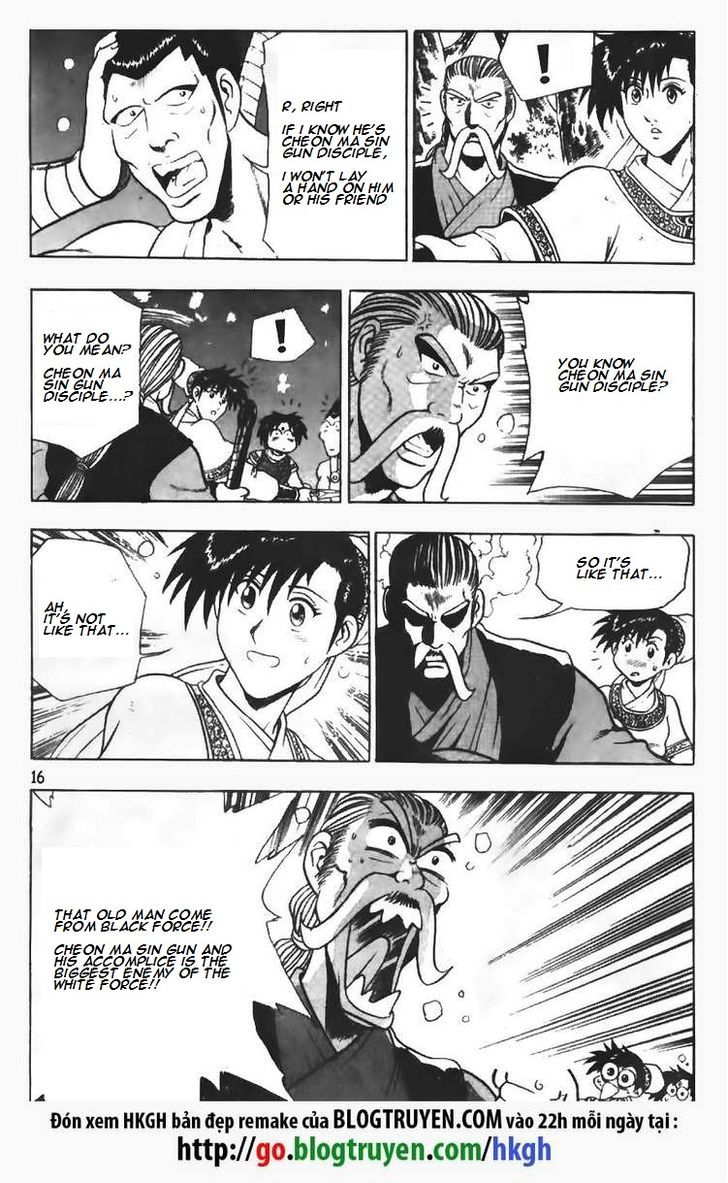 R, RIGHT
IF I KNOW HE'S
CHEON MA SIN
GUN DISCIPLE,
I WON'T LAY
A HAND ON HIM
OR HIS FRIEND
!
WHAT DO
YOU MEAN?
CHEON MA
SIN GUN
DISCIPLE...?
!
YOU KNOW
CHEON MA SIN
GUN DISCIPLE?
AH,
IT'S NOT
LIKE THAT...
SO IT'S
LIKE THAT...
16
THAT OLD MAN COME
FROM BLACK FORCE!!
CHEON MA SIN GUN AND
HIS ACCOMPLICE IS THE
BIGGEST ENEMY OF THE
WHITE FORCE!!
Đón xem HKGH bản đẹp remake của BLOGTRUYEN.COM vào 22h mỗi ngày tại :
http://go.blogtruyen.com/hkgh